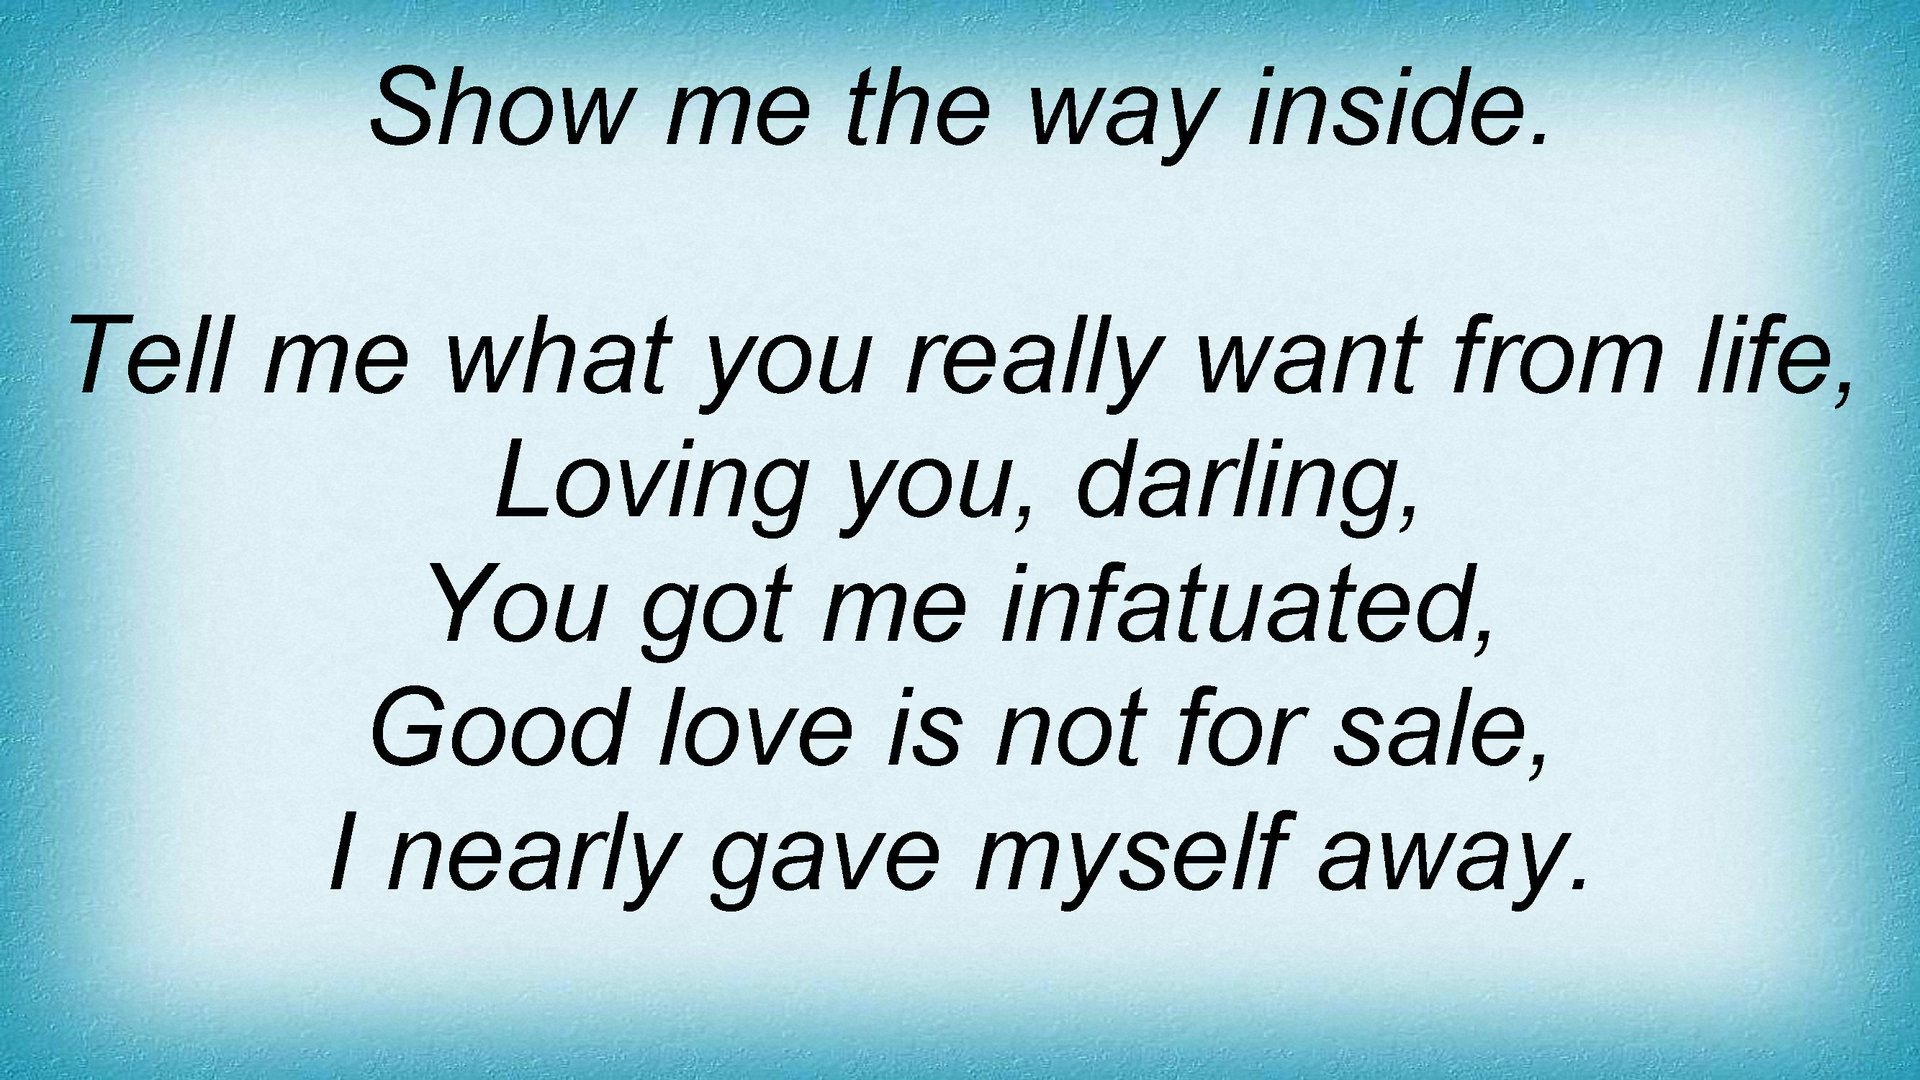 Show me the way inside.
Tell me what you really want from life,
Loving you, darling,
You got me infatuated,
Good love is not for sale,
I nearly gave myself away.